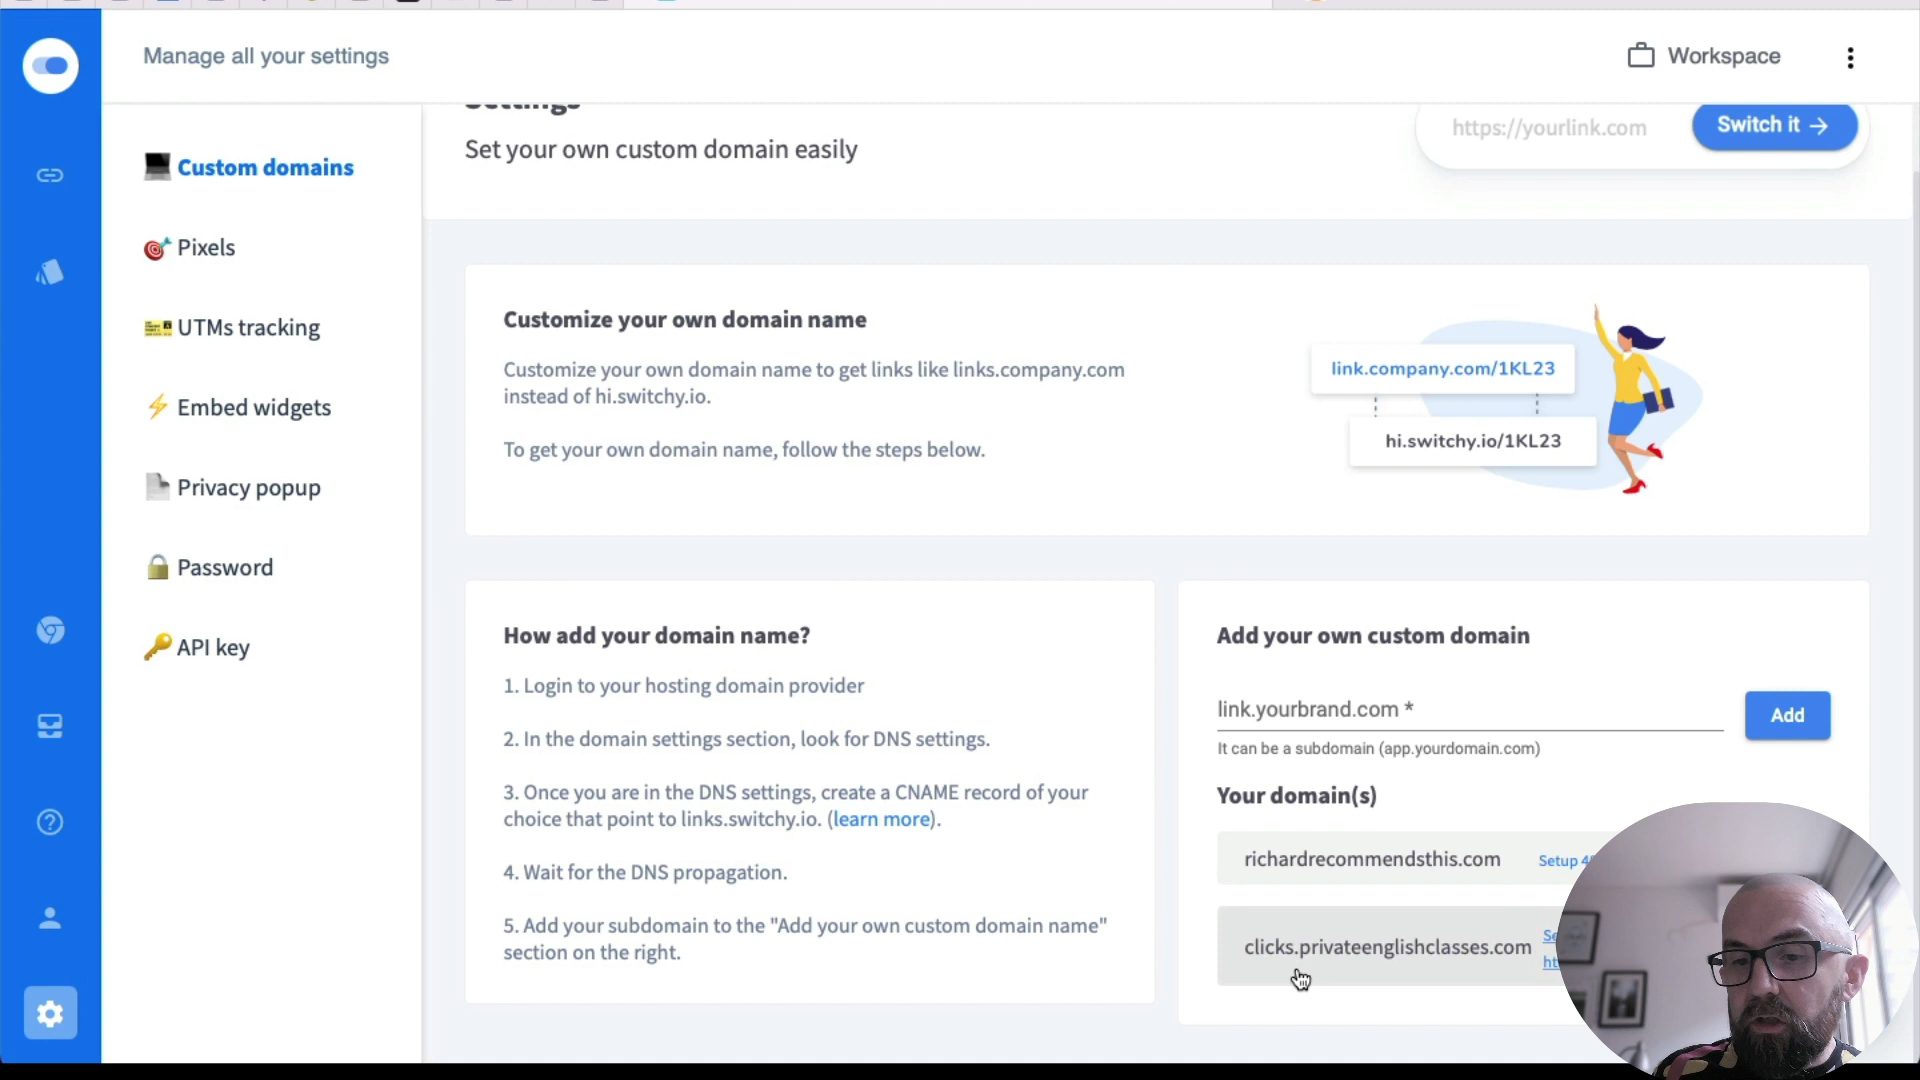 Manage all your settings
Workspace
Settings
Set your own custom domain easily
https://yourlink.com
Switch it →
Custom domains
Pixels
UTMs tracking
Embed widgets
Privacy popup
Password
API key
Customize your own domain name
Customize your own domain name to get links like links.company.com
instead of hi.switchy.io.
To get your own domain name, follow the steps below.
link.company.com/1KL23
hi.switchy.io/1KL23
How add your domain name?
1. Login to your hosting domain provider
2. In the domain settings section, look for DNS settings.
3. Once you are in the DNS settings, create a CNAME record of your
choice that point to links.switchy.io. (learn more).
4. Wait for the DNS propagation.
5. Add your subdomain to the "Add your own custom domain name"
section on the right.
Add your own custom domain
link.yourbrand.com *
Add
It can be a subdomain (app.yourdomain.com)
Your domain(s)
richardrecommendsthis.com
Setup
clicks.privateenglishclasses.com